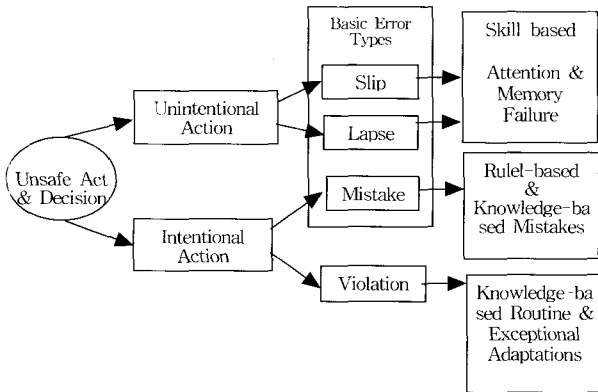 Basic Error
Types
Skill based
Attention &
Memory
Failure
Slip
Unintentional
Action
Lapse
Unsafe Act
& Decision
Mistake
Rulel-based
&
Knowledge-ba
sed Mistakes
Intentional
Action
Violation
Knowledge-ba
sed Routine &
Exceptional
Adaptations